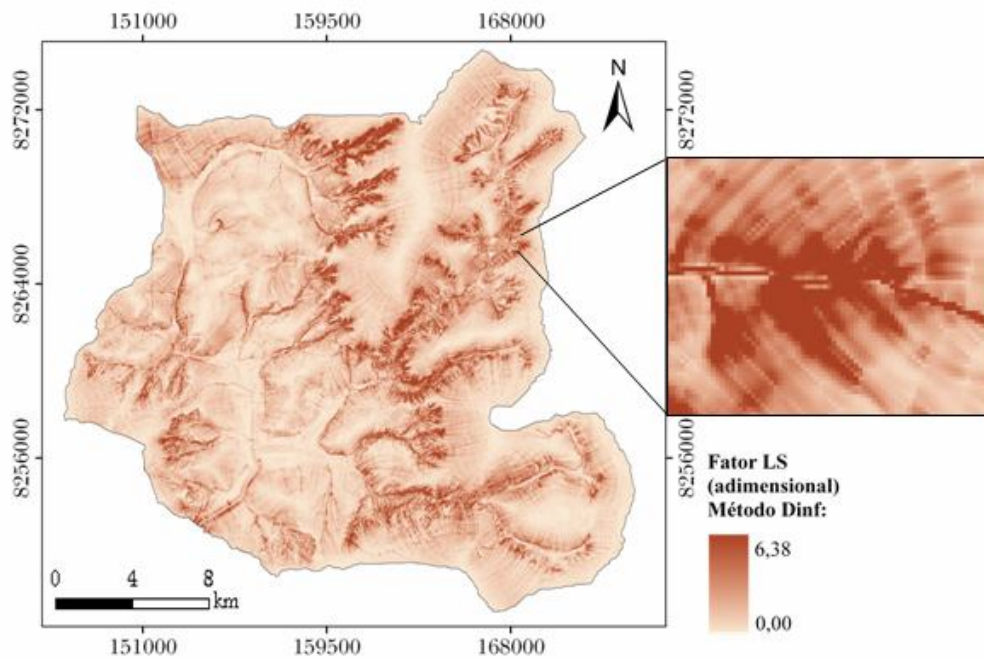 151000 159500 168000
N
8272000 8272000
8264000 8264000
8256000 8256000
Fator LS
(adimensional)
Método Dinf:
6,38
0,00
0 4 8
km
151000 159500 168000